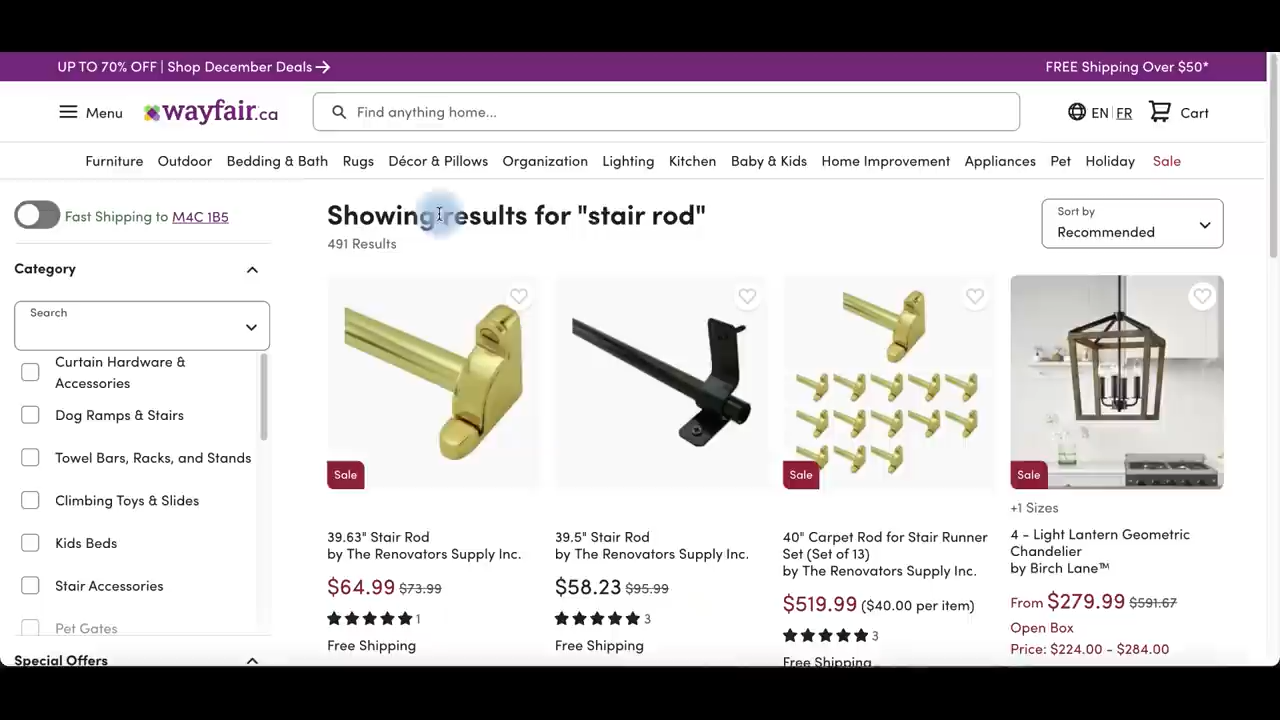 UP TO 70% OFF | Shop December Deals →
FREE Shipping Over $50*
Menu
wayfair.ca
Find anything home...
EN | FR
Cart
Furniture
Outdoor
Bedding & Bath
Rugs
Décor & Pillows
Organization
Lighting
Kitchen
Baby & Kids
Home Improvement
Appliances
Pet
Holiday
Sale
Fast Shipping to M4C 1B5
Category
Search
Curtain Hardware &
Accessories
Dog Ramps & Stairs
Towel Bars, Racks, and Stands
Climbing Toys & Slides
Kids Beds
Stair Accessories
Pet Gates
Special Offers
Showing results for "stair rod"
491 Results
Sort by
Recommended
Sale
39.63" Stair Rod
by The Renovators Supply Inc.
$64.99 $73.99
1
Free Shipping
39.5" Stair Rod
by The Renovators Supply Inc.
$58.23 $95.99
3
Free Shipping
Sale
40" Carpet Rod for Stair Runner
Set (Set of 13)
by The Renovators Supply Inc.
$519.99 ($40.00 per item)
3
Free Shipping
Sale
+1 Sizes
4 - Light Lantern Geometric
Chandelier
by Birch Lane™
From $279.99 $591.67
Open Box
Price: $224.00 - $284.00